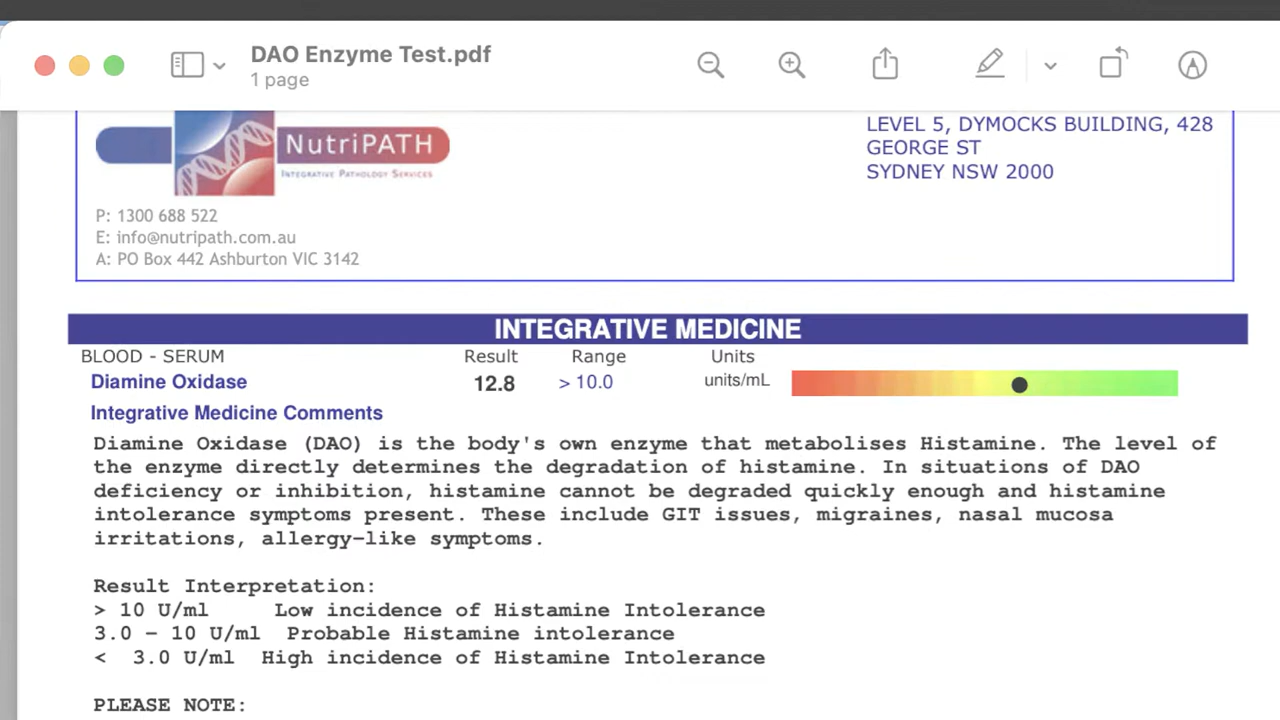 DAO Enzyme Test.pdf
1 page
NutriPATH
INTEGRATIVE PATHOLOGY SERVICES
P: 1300 688 522
E: info@nutripath.com.au
A: PO Box 442 Ashburton VIC 3142
LEVEL 5, DYMOCKS BUILDING, 428
GEORGE ST
SYDNEY NSW 2000
INTEGRATIVE MEDICINE
BLOOD - SERUM Result Range Units
Diamine Oxidase 12.8 > 10.0 units/mL
Integrative Medicine Comments
Diamine Oxidase (DAO) is the body's own enzyme that metabolises Histamine. The level of
the enzyme directly determines the degradation of histamine. In situations of DAO
deficiency or inhibition, histamine cannot be degraded quickly enough and histamine
intolerance symptoms present. These include GIT issues, migraines, nasal mucosa
irritations, allergy-like symptoms.
Result Interpretation:
> 10 U/ml Low incidence of Histamine Intolerance
3.0 - 10 U/ml Probable Histamine intolerance
< 3.0 U/ml High incidence of Histamine Intolerance
PLEASE NOTE: